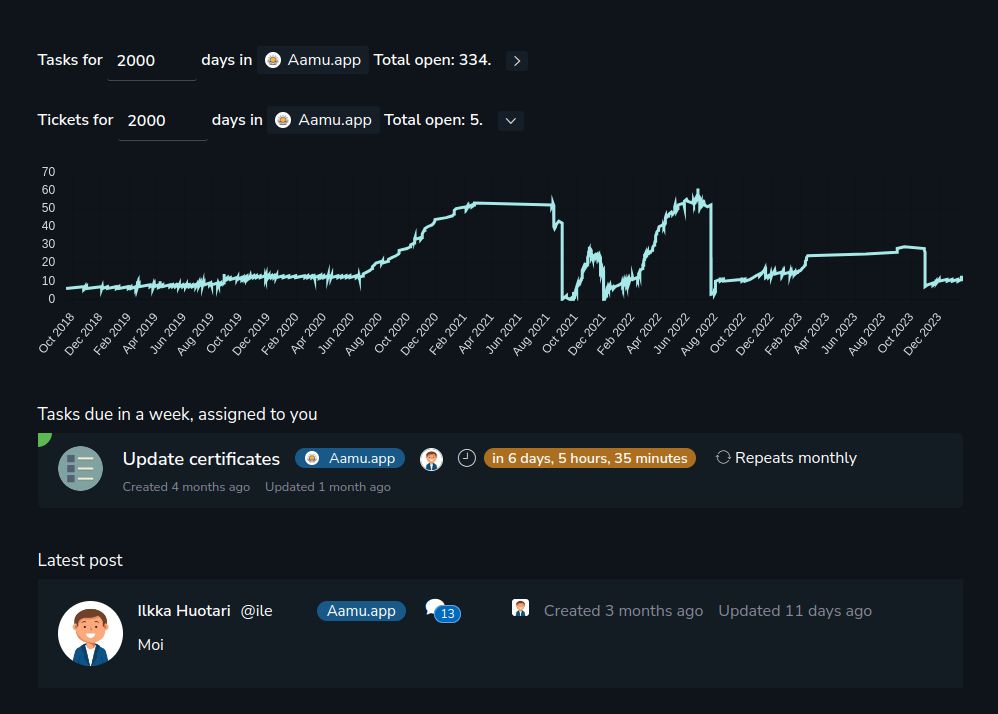 Tasks for 2000 days in Aamu.app Total open: 334.
Tickets for 2000 days in Aamu.app Total open: 5.
70
60
50
40
30
20
10
0
Oct 2018 Dec 2018 Feb 2019 Apr 2019 Jun 2019 Aug 2019 Oct 2019 Dec 2019 Feb 2020 Apr 2020 Jun 2020 Aug 2020 Oct 2020 Dec 2020 Feb 2021 Apr 2021 Jun 2021 Aug 2021 Oct 2021 Dec 2021 Feb 2022 Apr 2022 Jun 2022 Aug 2022 Oct 2022 Dec 2022 Feb 2023 Apr 2023 Jun 2023 Aug 2023 Oct 2023 Dec 2023
Tasks due in a week, assigned to you
Update certificates Aamu.app in 6 days, 5 hours, 35 minutes Repeats monthly
Created 4 months ago Updated 1 month ago
Latest post
Ilkka Huotari @ile Aamu.app 13 Created 3 months ago Updated 11 days ago
Moi